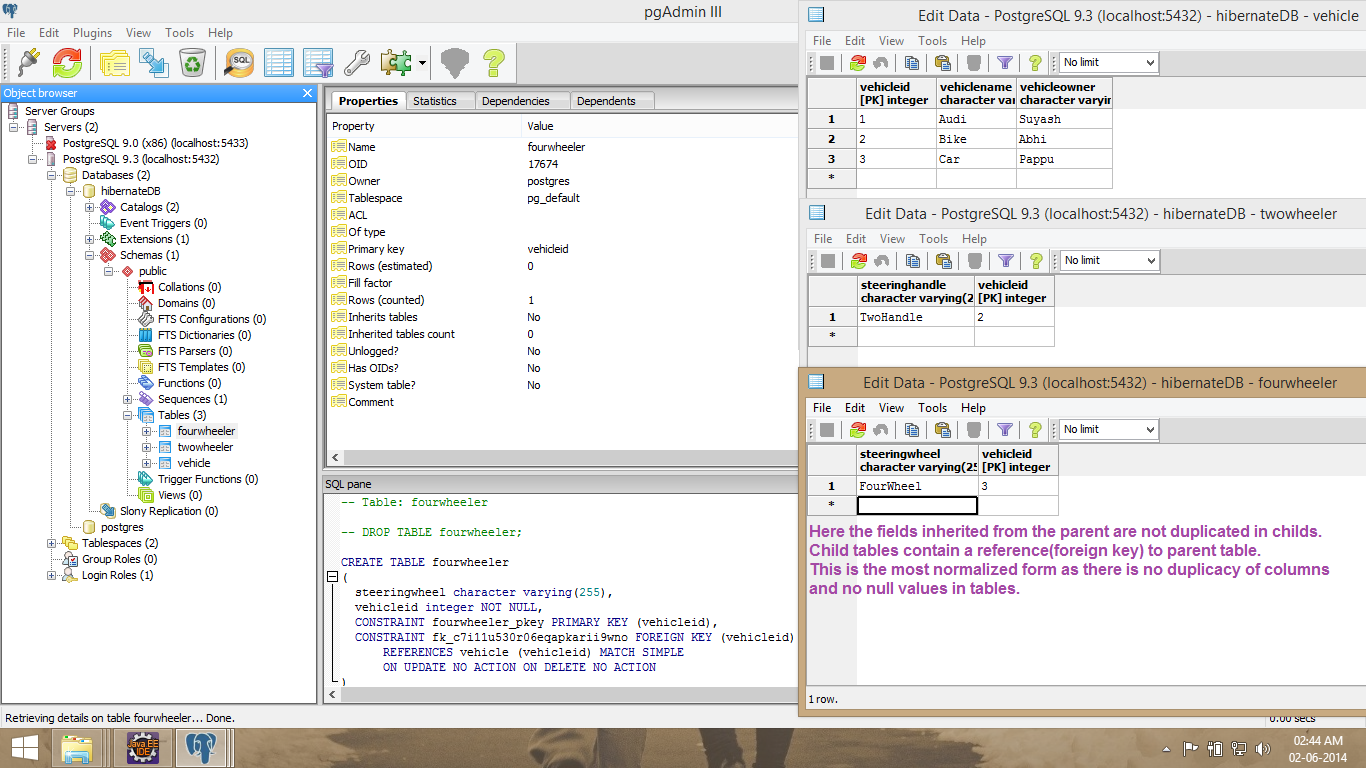 pgAdmin III
File Edit Plugins View Tools Help
SQL
Object browser
Server Groups
Servers (2)
PostgreSQL 9.0 (x86) (localhost:5433)
PostgreSQL 9.3 (localhost:5432)
Databases (2)
hibernateDB
Catalogs (2)
Event Triggers (0)
Extensions (1)
Schemas (1)
public
Collations (0)
Domains (0)
FTS Configurations (0)
FTS Dictionaries (0)
FTS Parsers (0)
FTS Templates (0)
Functions (0)
Sequences (1)
Tables (3)
fourwheeler
twowheeler
vehicle
Trigger Functions (0)
Views (0)
Slony Replication (0)
postgres
Tablespaces (2)
Group Roles (0)
Login Roles (1)
Properties Statistics Dependencies Dependents
Property Value
Name fourwheeler
OID 17674
Owner postgres
Tablespace pg_default
ACL
Of type
Primary key vehicleid
Rows (estimated) 0
Fill factor
Rows (counted) 1
Inherits tables No
Inherited tables count 0
Unlogged? No
Has OIDs? No
System table? No
Comment
SQL pane
-- Table: fourwheeler
-- DROP TABLE fourwheeler;
CREATE TABLE fourwheeler
(
steeringwheel character varying(255),
vehicleid integer NOT NULL,
CONSTRAINT fourwheeler_pkey PRIMARY KEY (vehicleid),
CONSTRAINT fk_c7i11u530r06eqapkarii9wno FOREIGN KEY (vehicleid)
REFERENCES vehicle (vehicleid) MATCH SIMPLE
ON UPDATE NO ACTION ON DELETE NO ACTION
)
Edit Data - PostgreSQL 9.3 (localhost:5432) - hibernateDB - vehicle
File Edit View Tools Help
No limit
vehicleid vehiclename vehicleowner
[PK] integer character var character varyin
1 1 Audi Suyash
2 2 Bike Abhi
3 3 Car Pappu
*
Edit Data - PostgreSQL 9.3 (localhost:5432) - hibernateDB - twowheeler
File Edit View Tools Help
No limit
steeringhandle vehicleid
character varying(2 [PK] integer
1 TwoHandle 2
*
Edit Data - PostgreSQL 9.3 (localhost:5432) - hibernateDB - fourwheeler
File Edit View Tools Help
No limit
steeringwheel vehicleid
character varying(25 [PK] integer
1 FourWheel 3
*
Here the fields inherited from the parent are not duplicated in childs.
Child tables contain a reference(foreign key) to parent table.
This is the most normalized form as there is no duplicacy of columns
and no null values in tables.
1 row.
Retrieving details on table fourwheeler... Done.
0.00 secs
Java EE
IDE
02:44 AM
02-06-2014